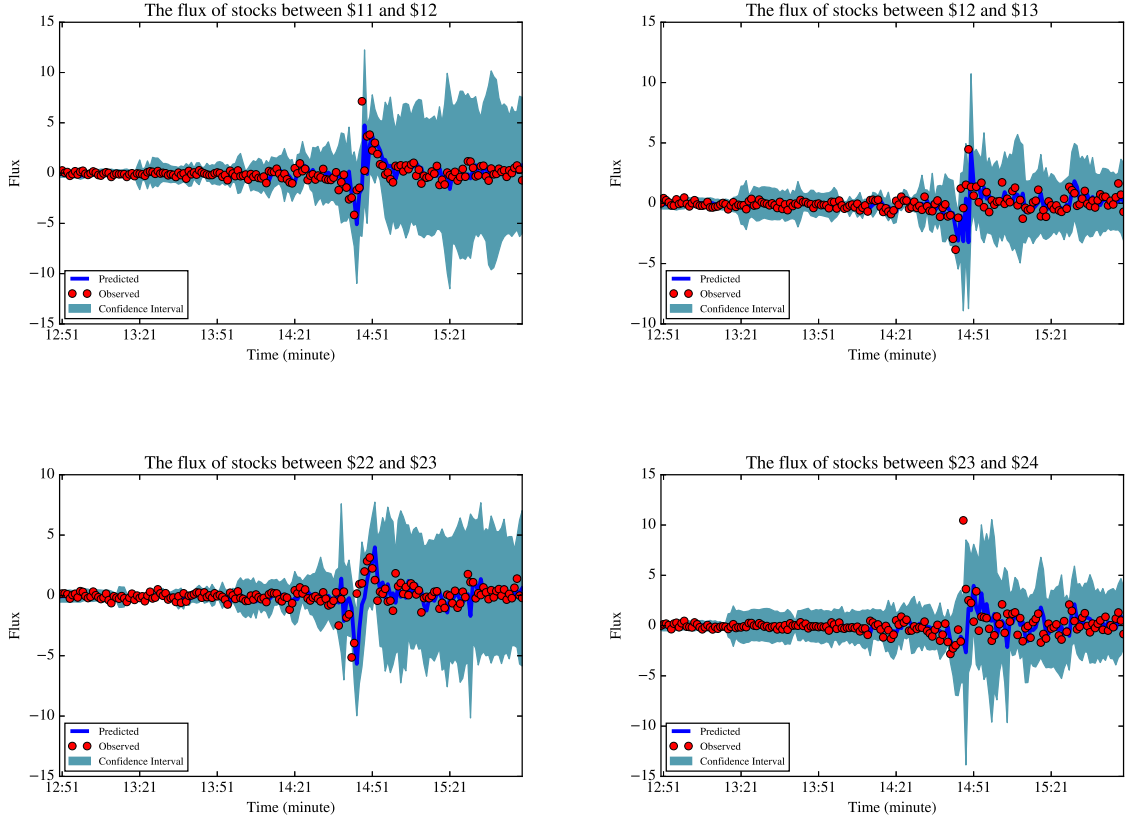 The flux of stocks between $11 and $12
15
10
5
0
−5
−10
−15
Flux
Predicted
Observed
Confidence Interval
12:51 13:21 13:51 14:21 14:51 15:21
Time (minute)
The flux of stocks between $12 and $13
15
10
5
0
−5
−10
Flux
Predicted
Observed
Confidence Interval
12:51 13:21 13:51 14:21 14:51 15:21
Time (minute)
The flux of stocks between $22 and $23
10
5
0
−5
−10
−15
Flux
Predicted
Observed
Confidence Interval
12:51 13:21 13:51 14:21 14:51 15:21
Time (minute)
The flux of stocks between $23 and $24
15
10
5
0
−5
−10
−15
Flux
Predicted
Observed
Confidence Interval
12:51 13:21 13:51 14:21 14:51 15:21
Time (minute)